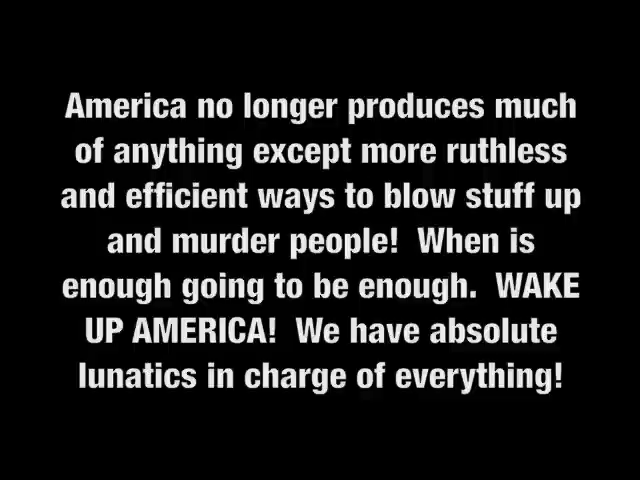 America no longer produces much
of anything except more ruthless
and efficient ways to blow stuff up
and murder people!  When is
enough going to be enough.  WAKE
UP AMERICA!  We have absolute
lunatics in charge of everything!